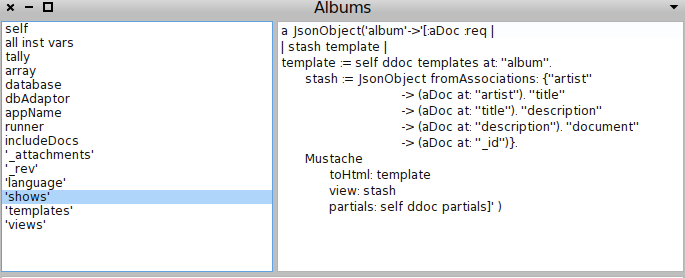 Albums
self
all inst vars
tally
array
database
dbAdaptor
appName
runner
includeDocs
'_attachments'
'_rev'
'language'
'shows'
'templates'
'views'
a JsonObject('album'->'[:aDoc :req |
| stash template |
template := self ddoc templates at: ''album''.
stash := JsonObject fromAssociations: {''artist''
-> (aDoc at: ''artist''). ''title''
-> (aDoc at: ''title''). ''description''
-> (aDoc at: ''description''). ''document''
-> (aDoc at: ''_id'')}.
Mustache
toHtml: template
view: stash
partials: self ddoc partials]' )